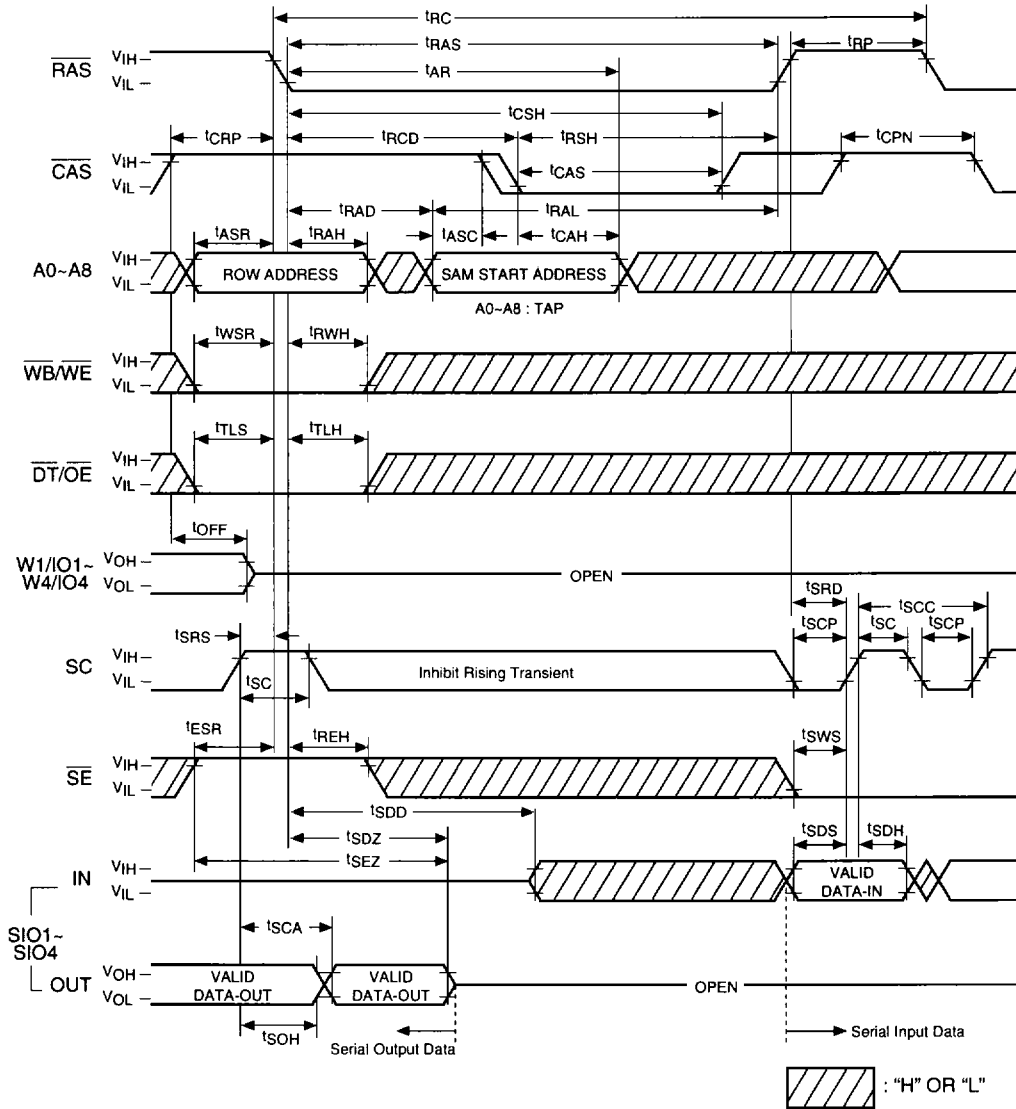 tRC
tRAS
tRP
RAS
VIH
VIL
tAR
tCSH
tCRP
tRCD
tRSH
tCPN
CAS
VIH
VIL
tCAS
tRAD
tRAL
tASR
tRAH
tASC
tCAH
A0~A8
VIH
VIL
ROW ADDRESS
SAM START ADDRESS
A0~A8 : TAP
tWSR
tRWH
WB/WE
VIH
VIL
tTLS
tTLH
DT/OE
VIH
VIL
tOFF
W1/IO1~
W4/IO4
VOH
VOL
OPEN
tSRD
tSCC
tSRS
tSCP
tSC
tSCP
SC
VIH
VIL
tSC
Inhibit Rising Transient
tESR
tREH
tSWS
SE
VIH
VIL
tSDD
tSDZ
tSDS
tSDH
tSEZ
IN
VIH
VIL
VALID
DATA-IN
SIO1~
SIO4
tSCA
OUT
VOH
VOL
VALID
DATA-OUT
VALID
DATA-OUT
OPEN
tSOH
Serial Output Data
Serial Input Data
: "H" OR "L"